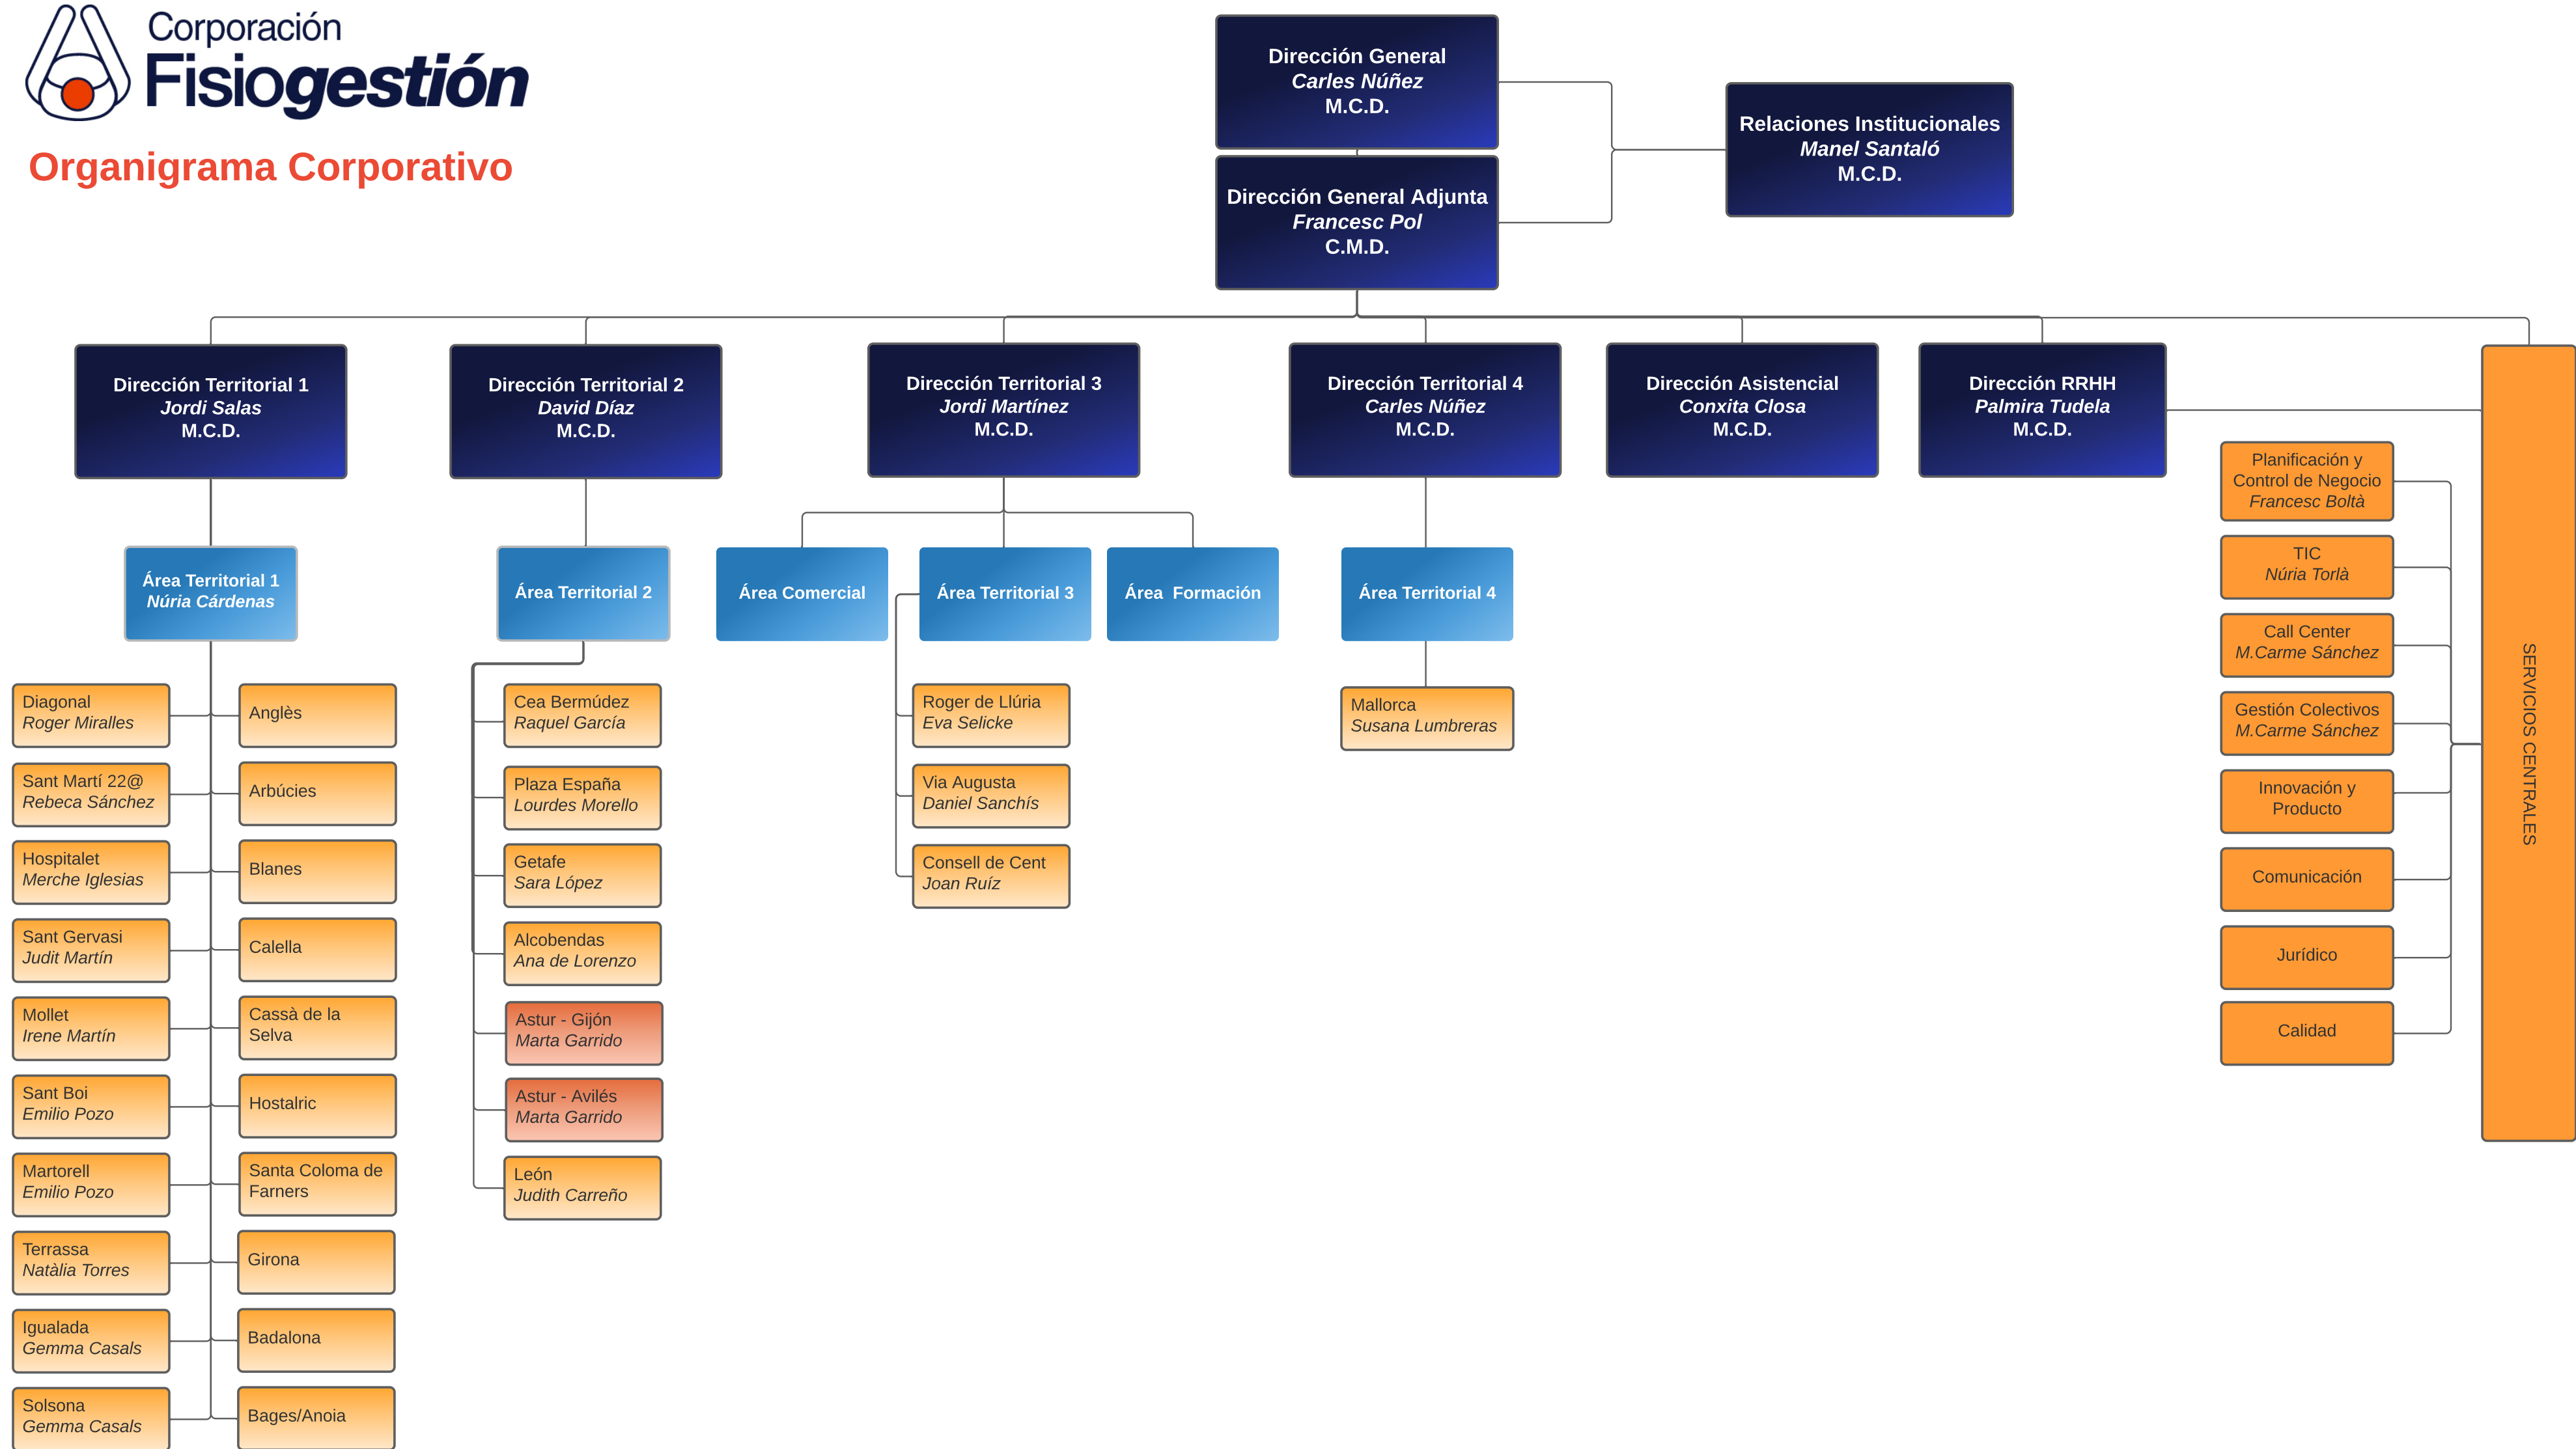 Corporación
Fisiogestión
Organigrama Corporativo
Dirección General
Carles Núñez
M.C.D.
Relaciones Institucionales
Manel Santaló
M.C.D.
Dirección General Adjunta
Francesc Pol
C.M.D.
Dirección Territorial 1
Jordi Salas
M.C.D.
Dirección Territorial 2
David Díaz
M.C.D.
Dirección Territorial 3
Jordi Martínez
M.C.D.
Dirección Territorial 4
Carles Núñez
M.C.D.
Dirección Asistencial
Conxita Closa
M.C.D.
Dirección RRHH
Palmira Tudela
M.C.D.
Área Territorial 1
Núria Cárdenas
Área Territorial 2
Área Comercial
Área Territorial 3
Área  Formación
Área Territorial 4
Diagonal
Roger Miralles
Sant Martí 22@
Rebeca Sánchez
Hospitalet
Merche Iglesias
Sant Gervasi
Judit Martín
Mollet
Irene Martín
Sant Boi
Emilio Pozo
Martorell
Emilio Pozo
Terrassa
Natàlia Torres
Igualada
Gemma Casals
Solsona
Gemma Casals
Anglès
Arbúcies
Blanes
Calella
Cassà de la
Selva
Hostalric
Santa Coloma de
Farners
Girona
Badalona
Bages/Anoia
Cea Bermúdez
Raquel García
Plaza España
Lourdes Morello
Getafe
Sara López
Alcobendas
Ana de Lorenzo
Astur - Gijón
Marta Garrido
Astur - Avilés
Marta Garrido
León
Judith Carreño
Roger de Llúria
Eva Selicke
Via Augusta
Daniel Sanchís
Consell de Cent
Joan Ruíz
Mallorca
Susana Lumbreras
Planificación y
Control de Negocio
Francesc Boltà
TIC
Núria Torlà
Call Center
M.Carme Sánchez
Gestión Colectivos
M.Carme Sánchez
Innovación y
Producto
Comunicación
Jurídico
Calidad
SERVICIOS CENTRALES